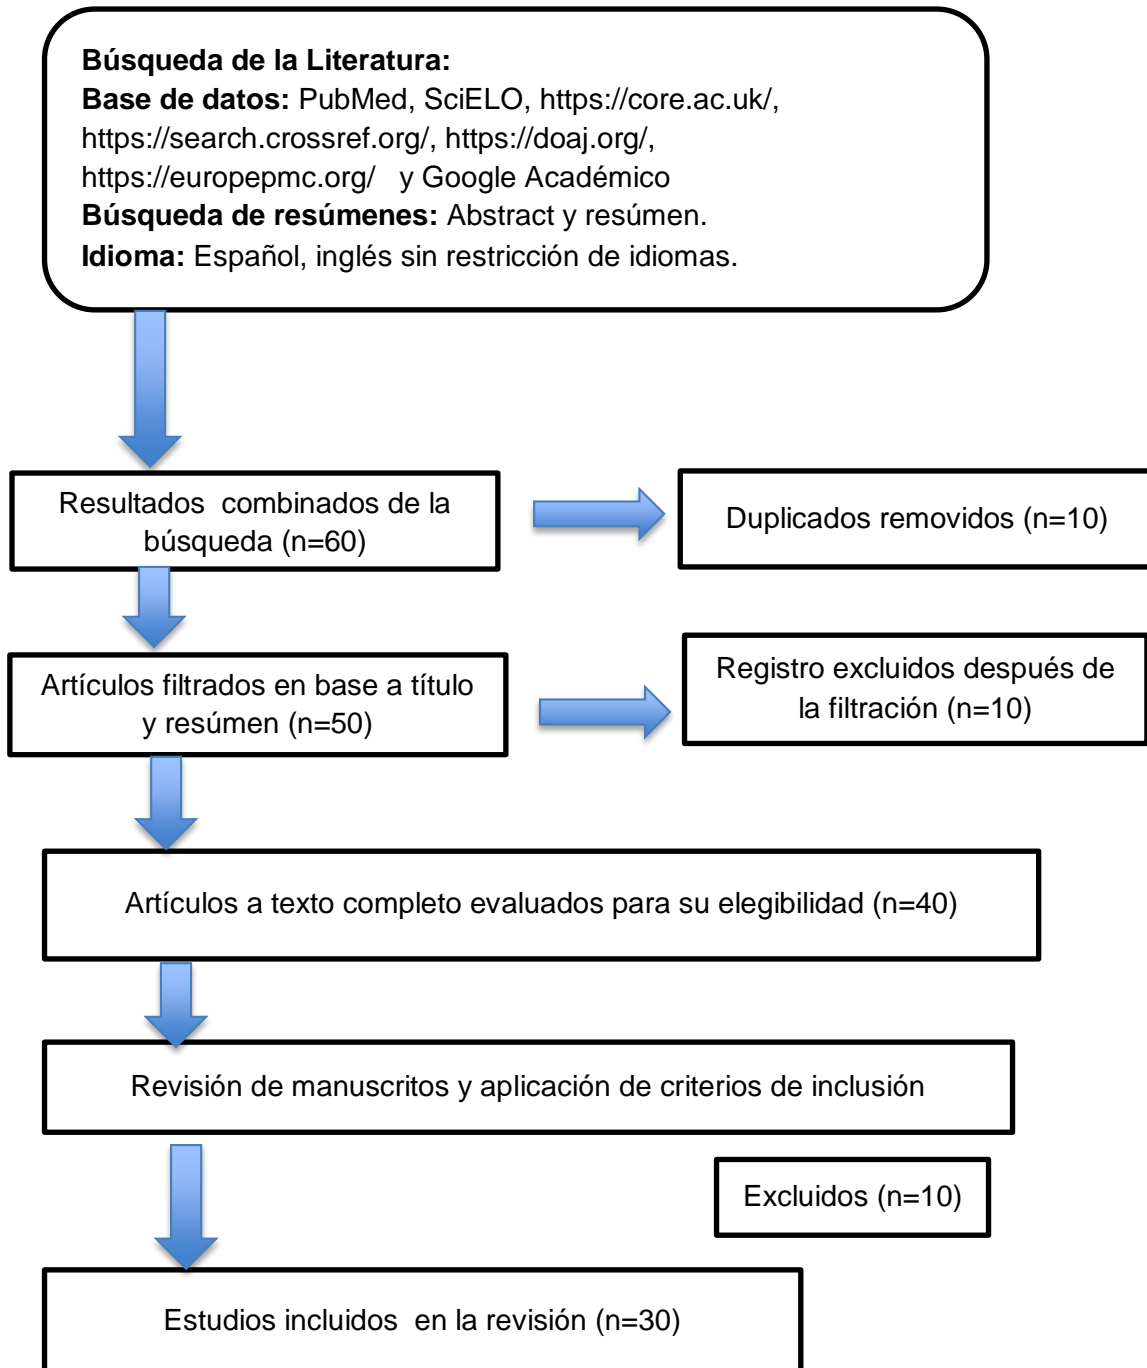 Búsqueda de la Literatura:
Base de datos: PubMed, SciELO, https://core.ac.uk/,
https://search.crossref.org/, https://doaj.org/,
https://europepmc.org/ y Google Académico
Búsqueda de resúmenes: Abstract y resúmen.
Idioma: Español, inglés sin restricción de idiomas.
Resultados combinados de la
búsqueda (n=60)
Duplicados removidos (n=10)
Artículos filtrados en base a título
y resúmen (n=50)
Registro excluidos después de
la filtración (n=10)
Artículos a texto completo evaluados para su elegibilidad (n=40)
Revisión de manuscritos y aplicación de criterios de inclusión
Excluidos (n=10)
Estudios incluidos en la revisión (n=30)